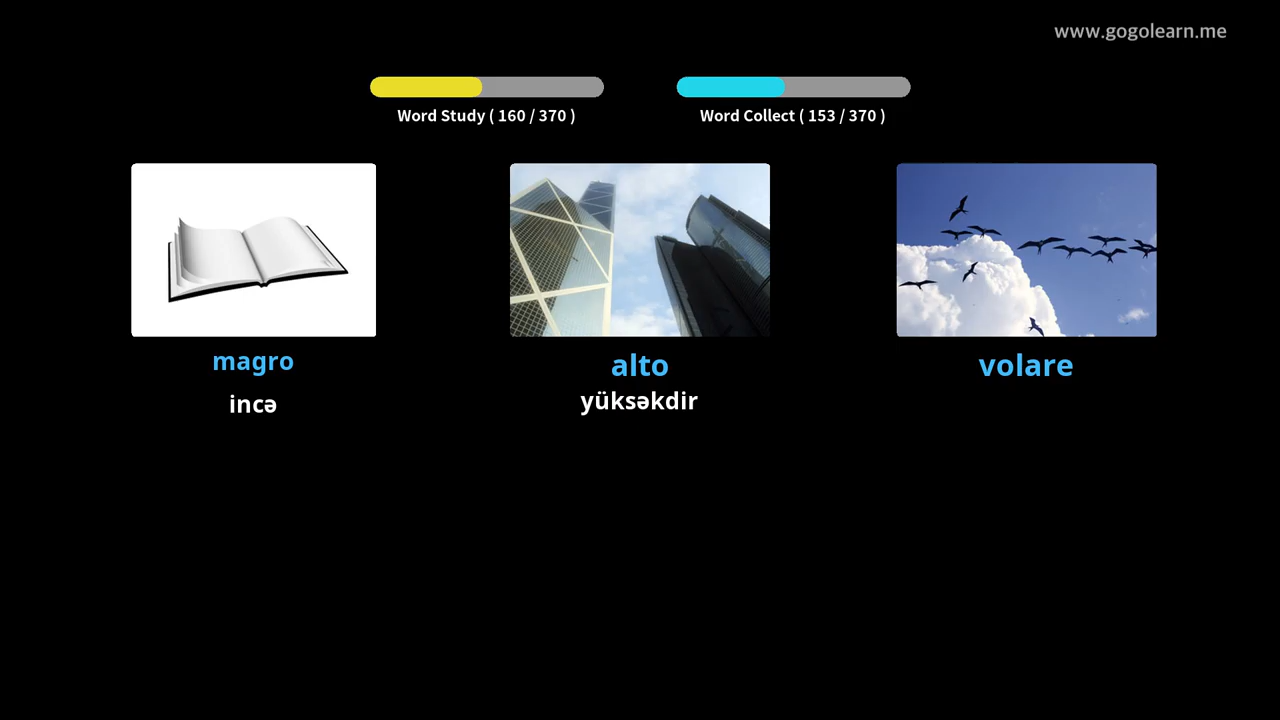 www.gogolearn.me
Word Study ( 160 / 370 )
Word Collect ( 153 / 370 )
magro
incə
alto
yüksəkdir
volare